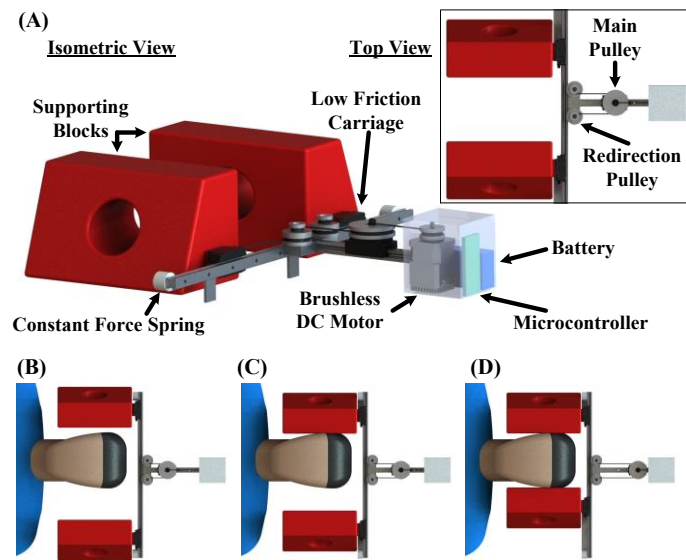 (A)
Isometric View
Top View
Main
Pulley
Supporting
Blocks
Low Friction
Carriage
Redirection
Pulley
Battery
Constant Force Spring
Brushless
DC Motor
Microcontroller
(B)
(C)
(D)